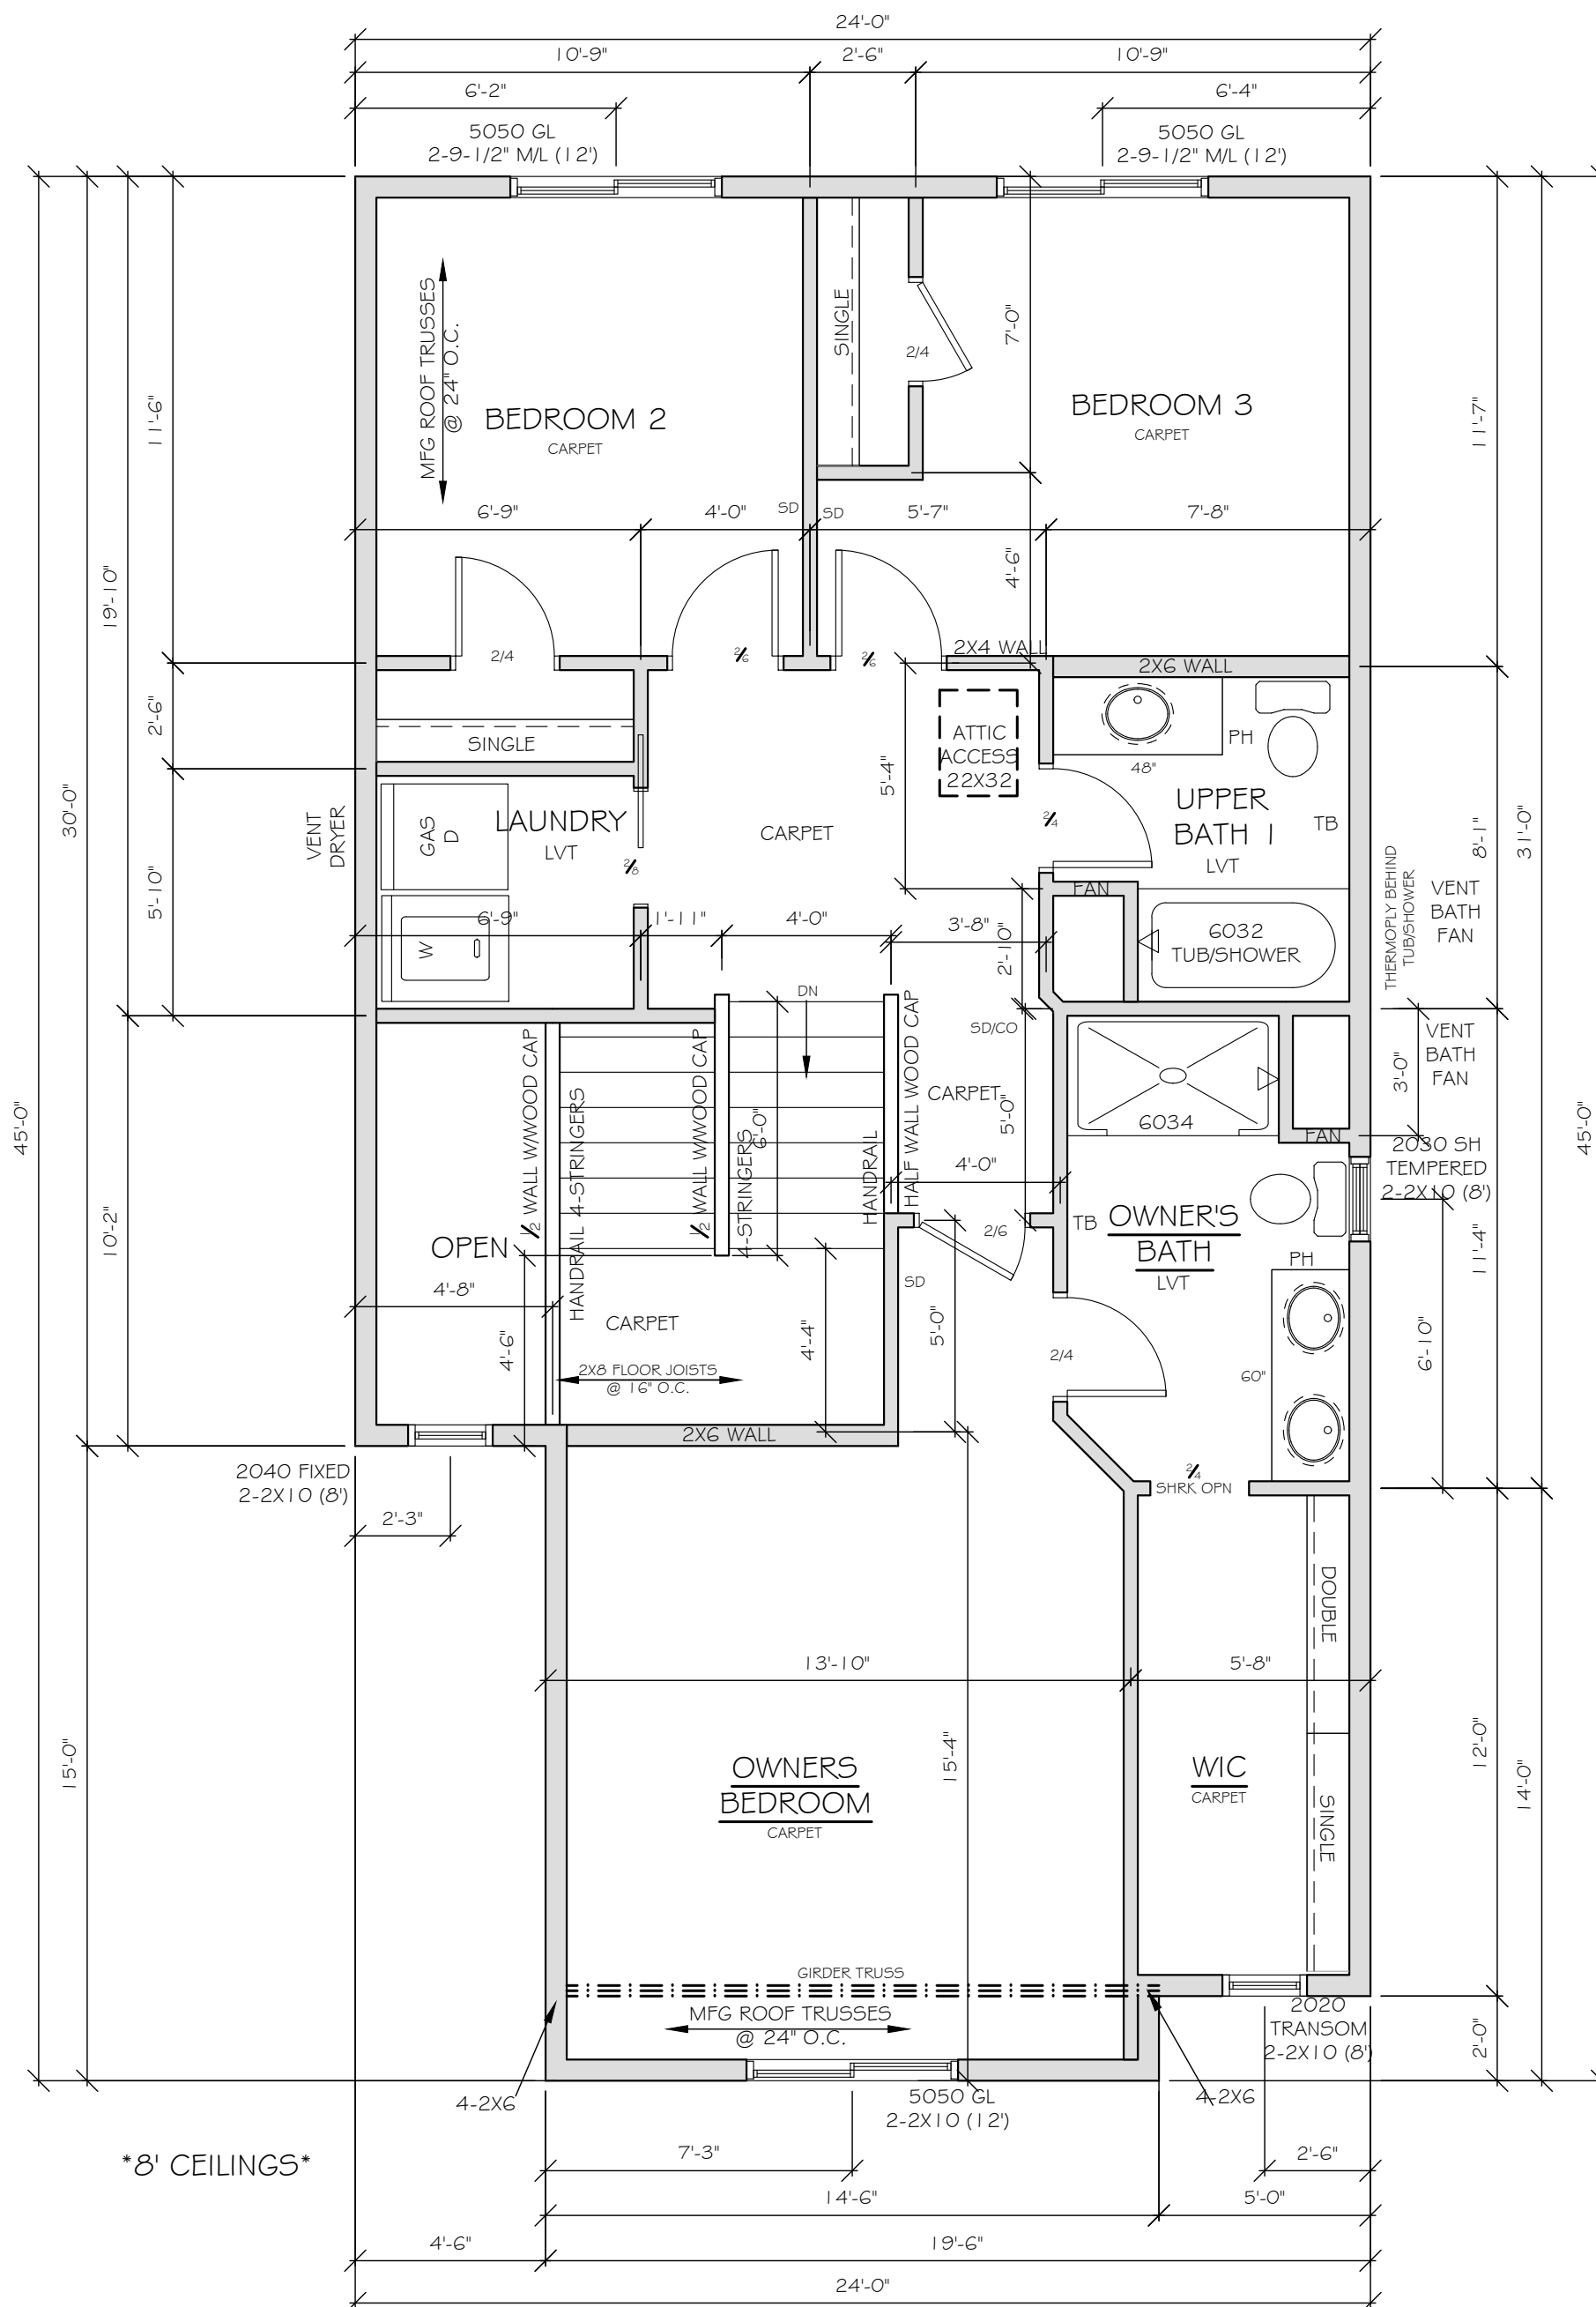 24'-0"
10'-9"
2'-6"
10'-9"
6'-2"
6'-4"
5050 GL
2-9-1/2" M/L (12')
5050 GL
2-9-1/2" M/L (12')
MFG ROOF TRUSSES
@ 24" O.C.
SINGLE
2/4
7'-0"
BEDROOM 2
CARPET
BEDROOM 3
CARPET
11'-6"
11'-7"
19'-10"
30'-0"
45'-0"
6'-9"
4'-0"
SD
SD
5'-7"
7'-8"
4'-6"
2/4
2/6
2/6
2X4 WALL
2X6 WALL
2'-6"
SINGLE
ATTIC
ACCESS
22X32
5'-4"
48"
PH
UPPER
BATH 1
LVT
TB
2/4
VENT
DRYER
GAS
D
LAUNDRY
LVT
2/8
CARPET
5'-10"
W
6'-9"
1'-11"
4'-0"
3'-8"
2'-10"
FAN
6032
TUB/SHOWER
THERMOPLY BEHIND
TUB/SHOWER
VENT
BATH
FAN
8'-1"
31'-0"
45'-0"
DN
SD/CO
CARPET
5'-0"
1/2 WALL W/WOOD CAP
HANDRAIL 4-STRINGERS
1/2 WALL W/WOOD CAP
4-STRINGERS
6'-0"
HANDRAIL
HALF WALL WOOD CAP
6034
VENT
BATH
FAN
3'-0"
FAN
2030 SH
TEMPERED
2-2X10 (8')
4'-0"
2/6
TB
OWNER'S
BATH
LVT
PH
11'-4"
10'-2"
OPEN
4'-8"
4'-6"
CARPET
2X8 FLOOR JOISTS
@ 16" O.C.
4'-4"
SD
5'-0"
2/4
60"
6'-10"
2X6 WALL
2040 FIXED
2-2X10 (8')
2'-3"
2/4
SHRK OPN
DOUBLE
13'-10"
5'-8"
15'-0"
15'-4"
OWNERS
BEDROOM
CARPET
WIC
CARPET
SINGLE
12'-0"
14'-0"
GIRDER TRUSS
MFG ROOF TRUSSES
@ 24" O.C.
2020
TRANSOM
2-2X10 (8')
2'-0"
4-2X6
5050 GL
2-2X10 (12')
4-2X6
*8' CEILINGS*
7'-3"
2'-6"
14'-6"
5'-0"
4'-6"
19'-6"
24'-0"